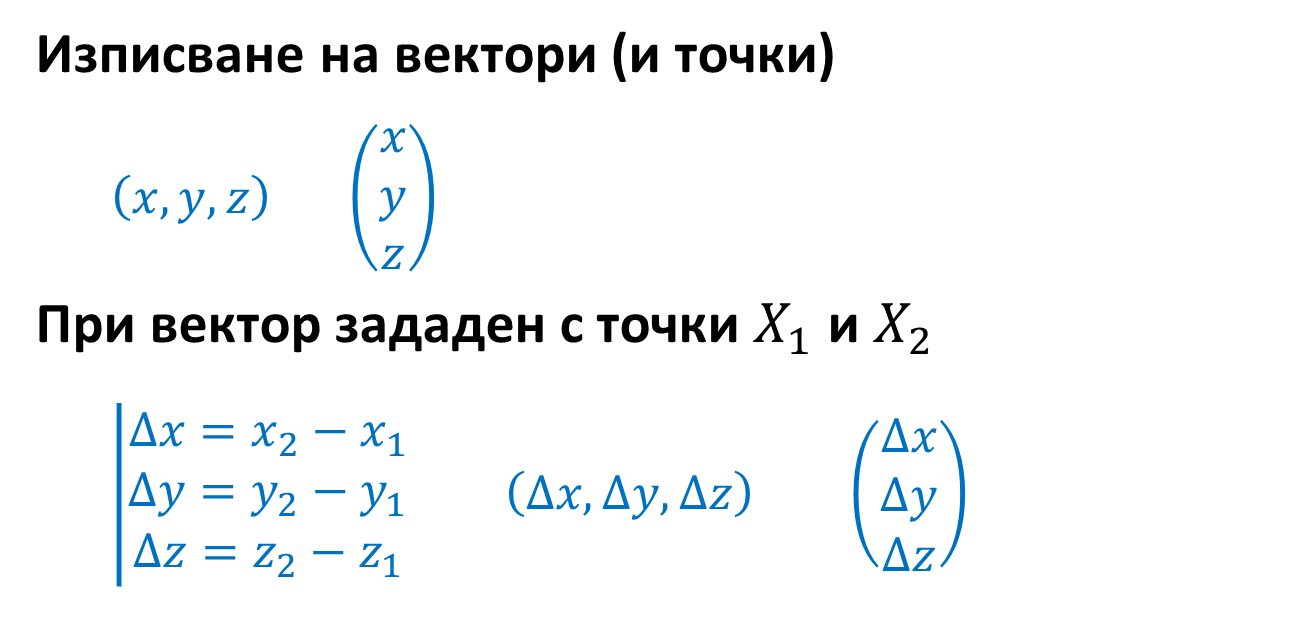 Изписване на вектори (и точки)
(x, y, z)
x
y
z
При вектор зададен с точки X₁ и X₂
Δx = x₂ − x₁
Δy = y₂ − y₁
Δz = z₂ − z₁
(Δx, Δy, Δz)
Δx
Δy
Δz